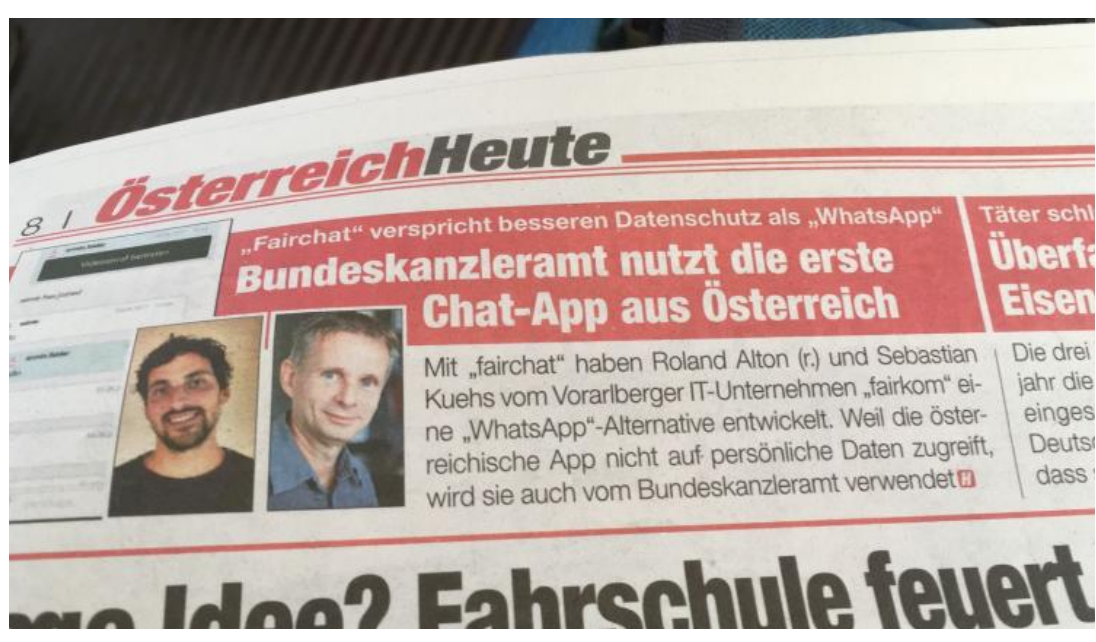 8 | ÖsterreichHeute
„Fairchat“ verspricht besseren Datenschutz als „WhatsApp“
Bundeskanzleramt nutzt die erste
Chat-App aus Österreich
Mit „fairchat“ haben Roland Alton (r.) und Sebastian
Kuehs vom Vorarlberger IT-Unternehmen „fairkom“ ei-
ne „WhatsApp“-Alternative entwickelt. Weil die öster-
reichische App nicht auf persönliche Daten zugreift,
wird sie auch vom Bundeskanzleramt verwendet H
Täter schl
Überfa
Eisen
Die drei
jahr die
einges
Deutsc
dass
Idee? Fahrschule feuert